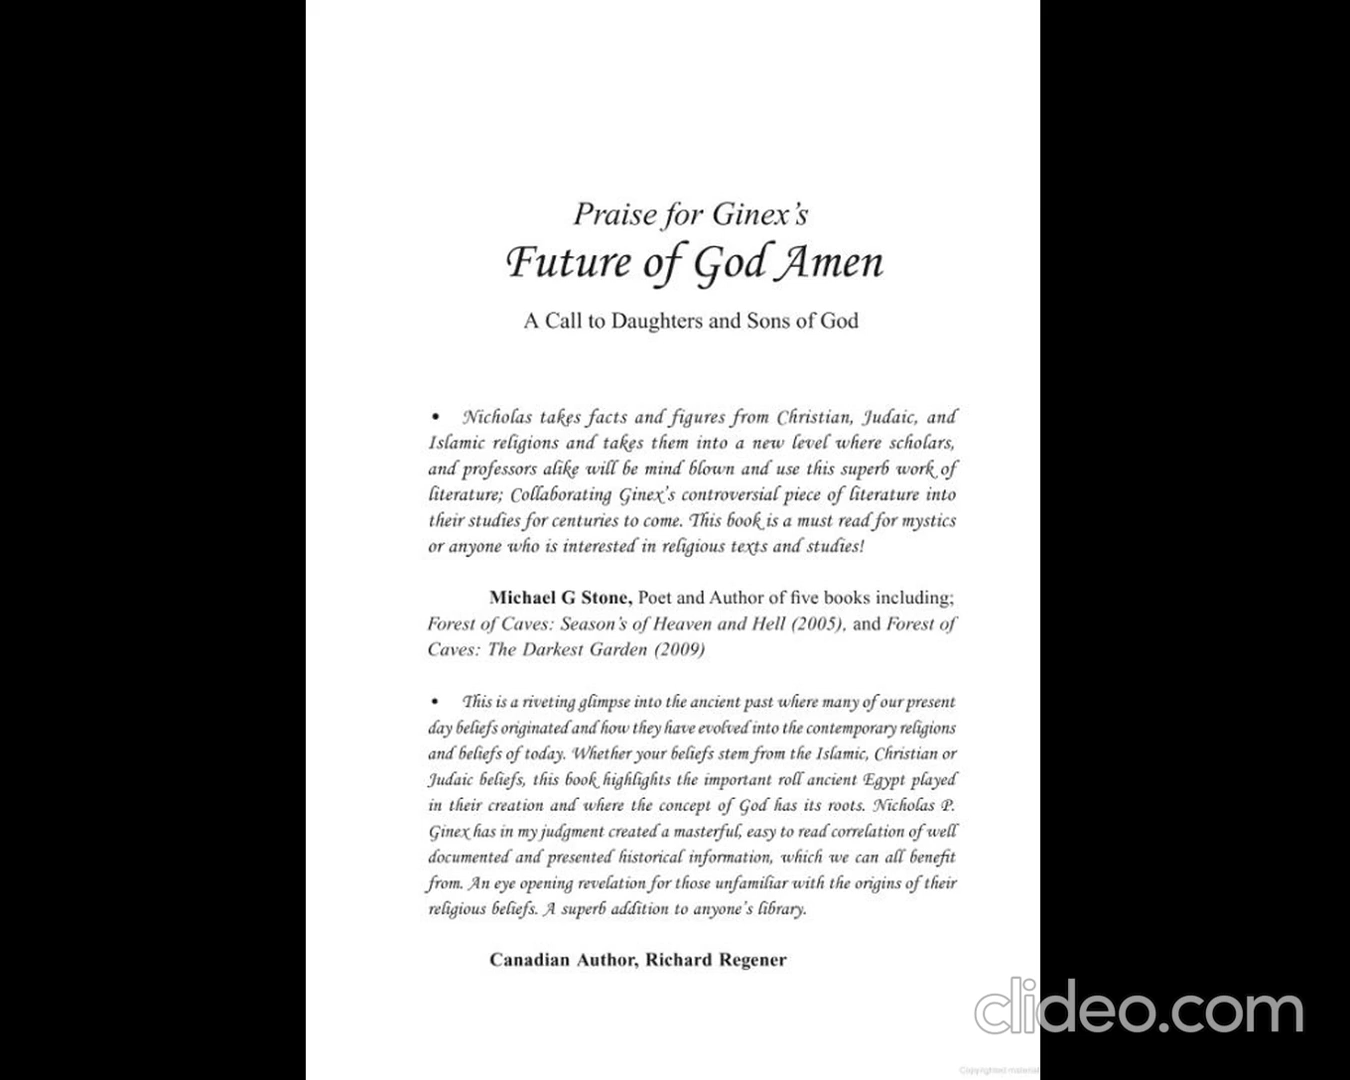 Praise for Ginex's
Future of God Amen
A Call to Daughters and Sons of God
• Nicholas takes facts and figures from Christian, Judaic, and
Islamic religions and takes them into a new level where scholars,
and professors alike will be mind blown and use this superb work of
literature; Collaborating Ginex's controversial piece of literature into
their studies for centuries to come. This book is a must read for mystics
or anyone who is interested in religious texts and studies!
Michael G Stone, Poet and Author of five books including;
Forest of Caves: Season's of Heaven and Hell (2005), and Forest of
Caves: The Darkest Garden (2009)
• This is a riveting glimpse into the ancient past where many of our present
day beliefs originated and how they have evolved into the contemporary religions
and beliefs of today. Whether your beliefs stem from the Islamic, Christian or
Judaic beliefs, this book highlights the important roll ancient Egypt played
in their creation and where the concept of God has its roots. Nicholas P.
Ginex has in my judgment created a masterful, easy to read correlation of well
documented and presented historical information, which we can all benefit
from. An eye opening revelation for those unfamiliar with the origins of their
religious beliefs. A superb addition to anyone's library.
Canadian Author, Richard Regener
clideo.com
Copyrighted material